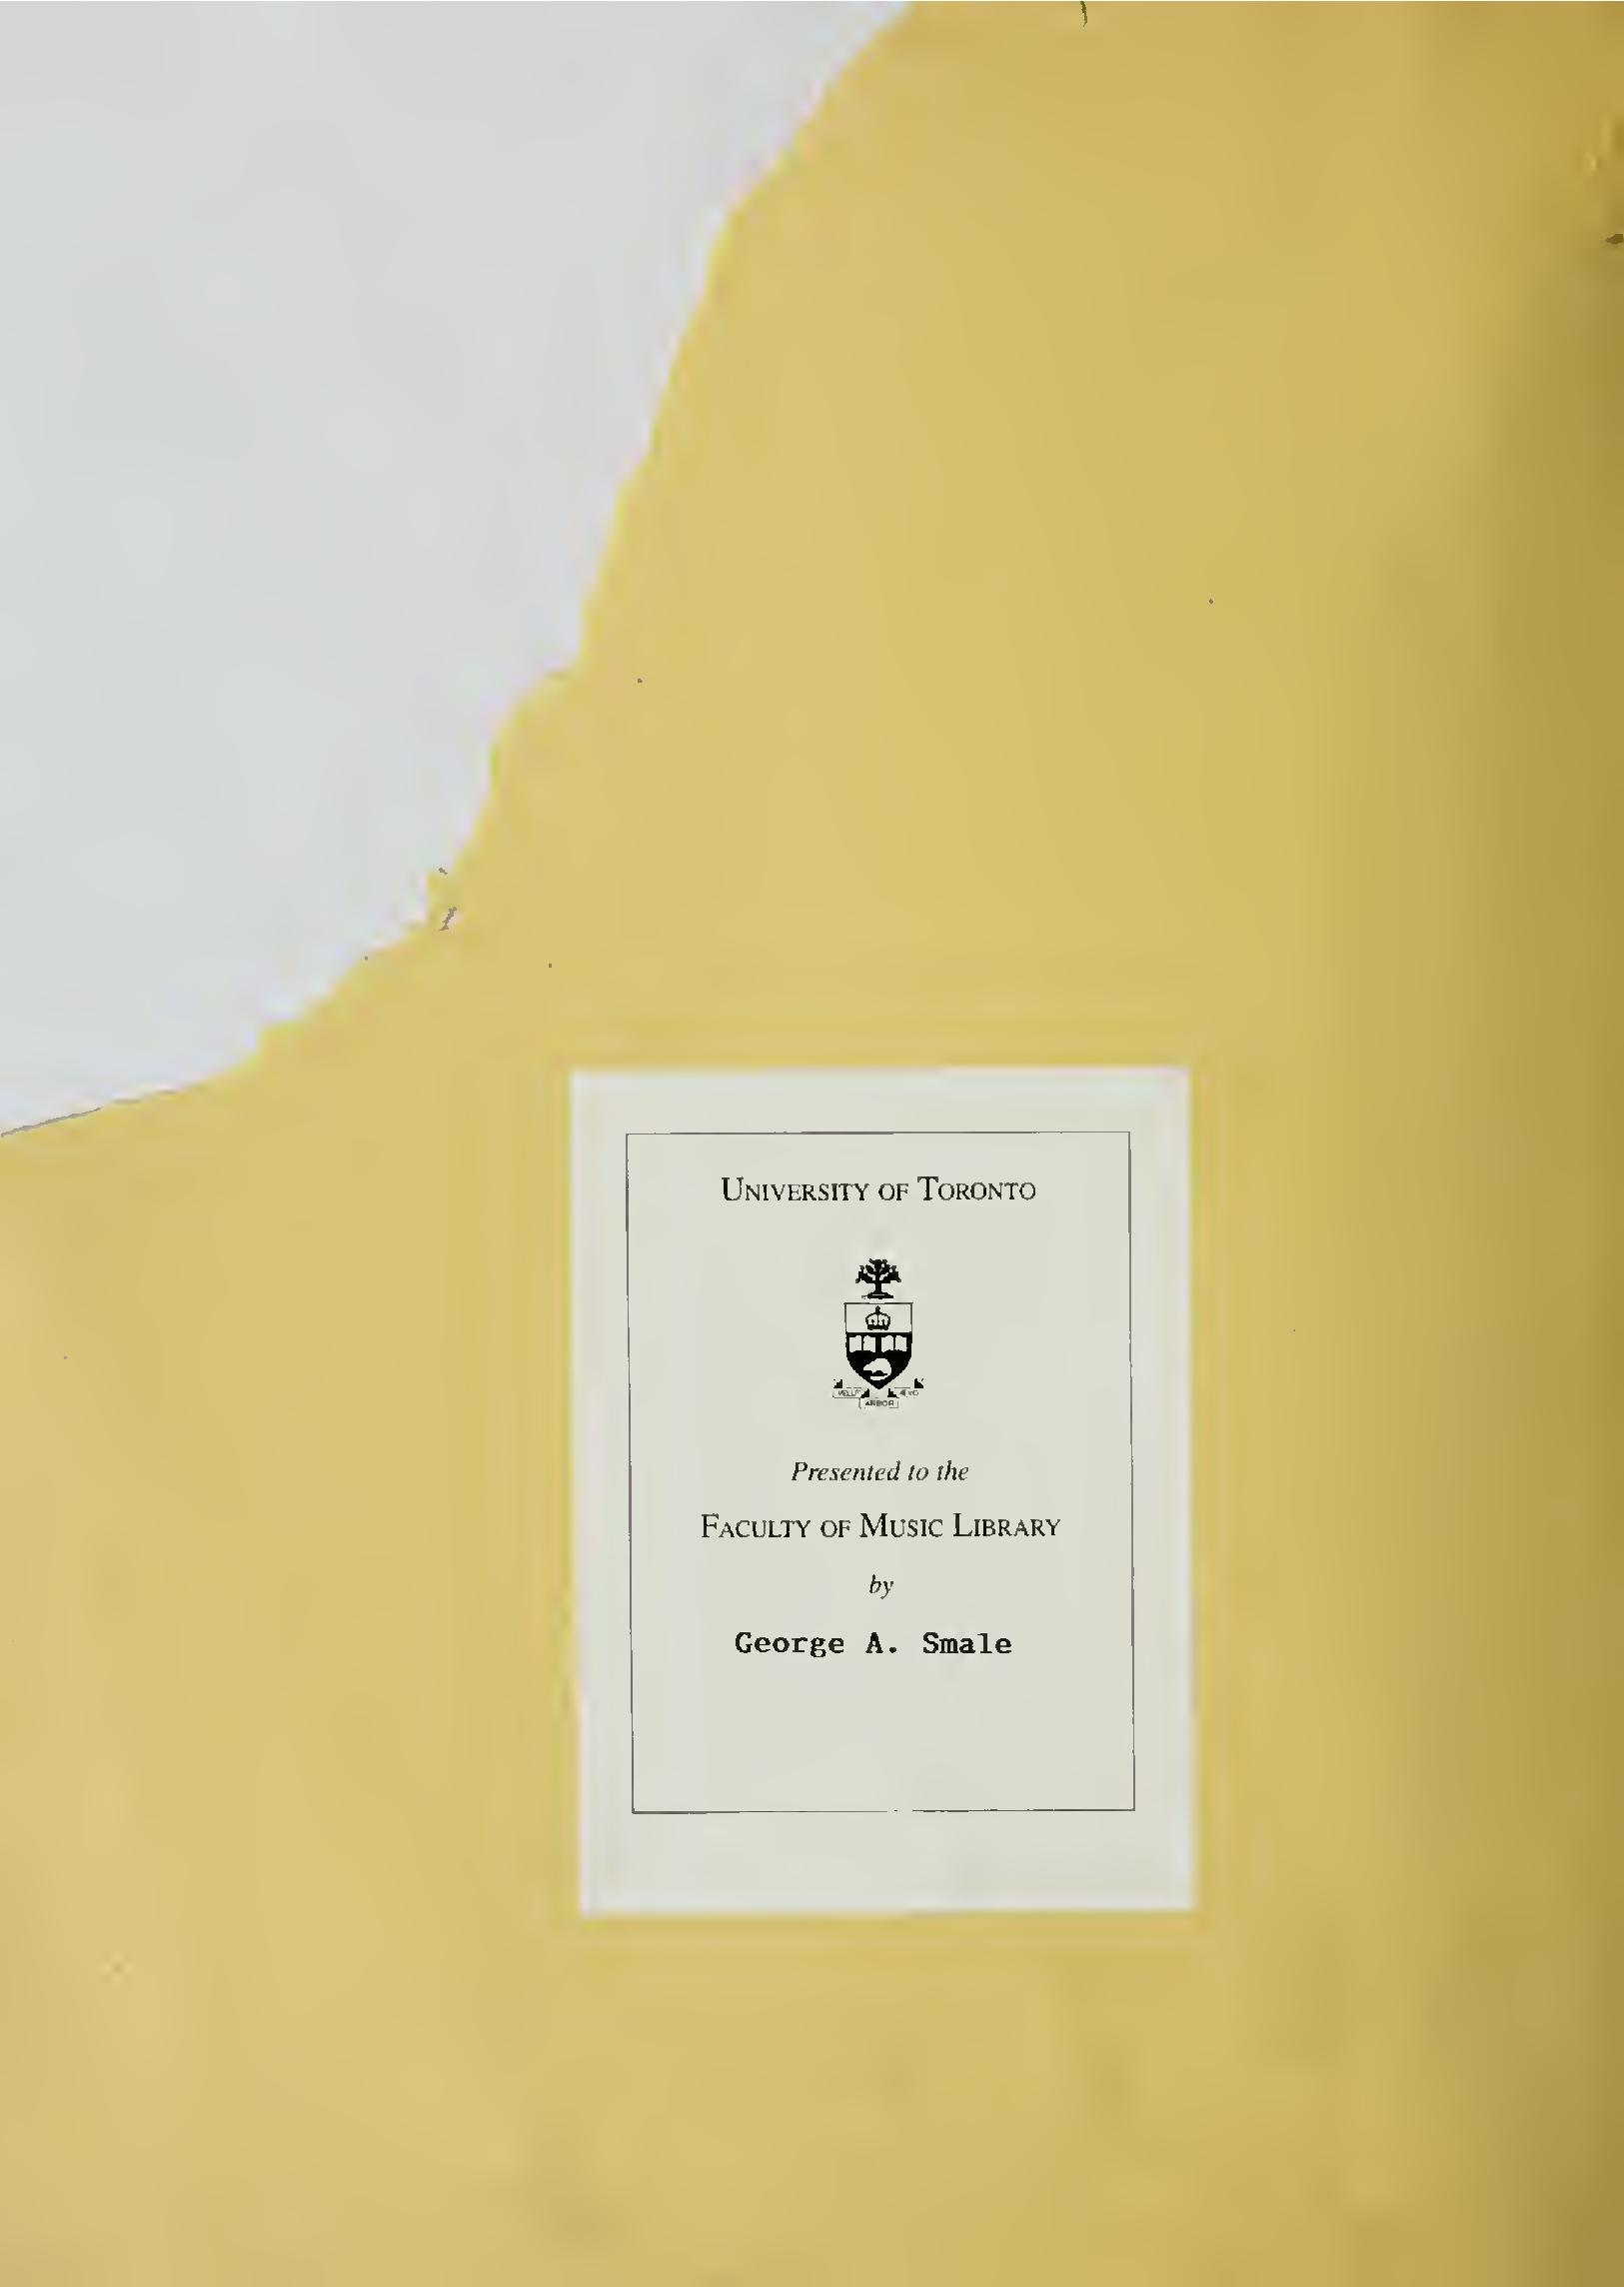 UNIVERSITY OF TORONTO
VELUT ARBOR ÆVO
Presented to the
FACULTY OF MUSIC LIBRARY
by
George A. Smale